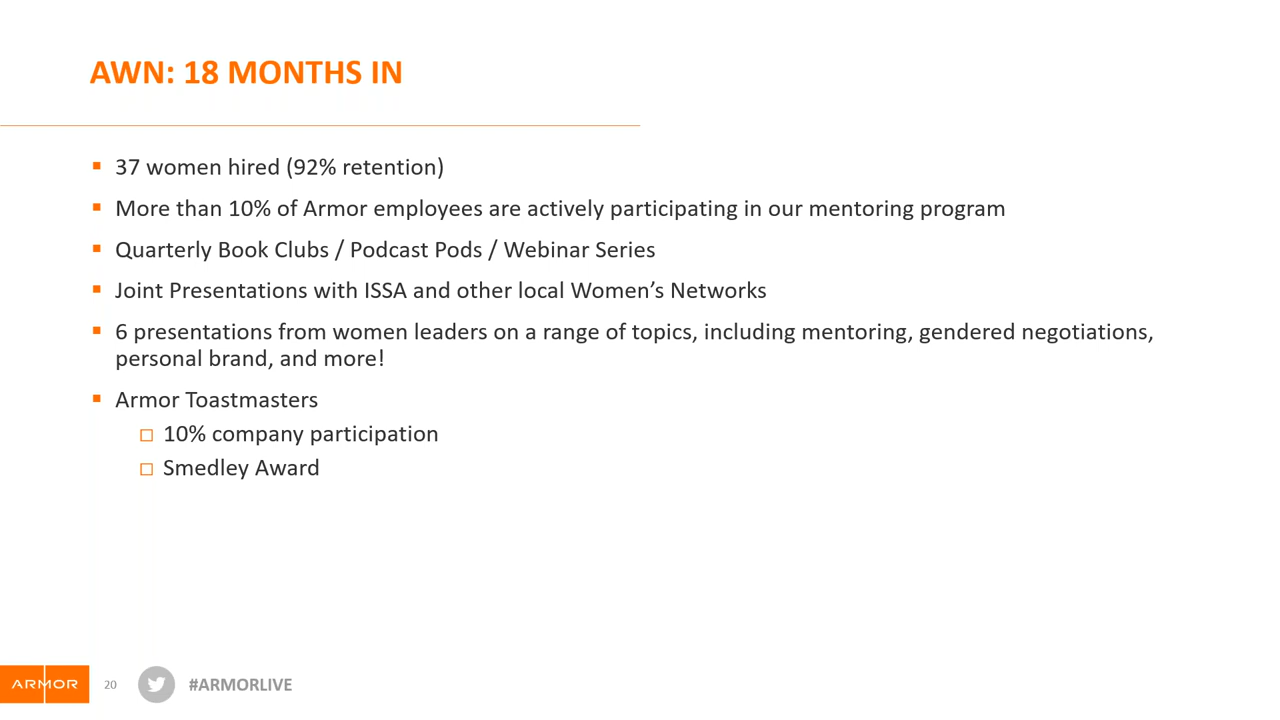 AWN: 18 MONTHS IN
37 women hired (92% retention)
More than 10% of Armor employees are actively participating in our mentoring program
Quarterly Book Clubs / Podcast Pods / Webinar Series
Joint Presentations with ISSA and other local Women’s Networks
6 presentations from women leaders on a range of topics, including mentoring, gendered negotiations,
personal brand, and more!
Armor Toastmasters
10% company participation
Smedley Award
ARMOR
20
#ARMORLIVE